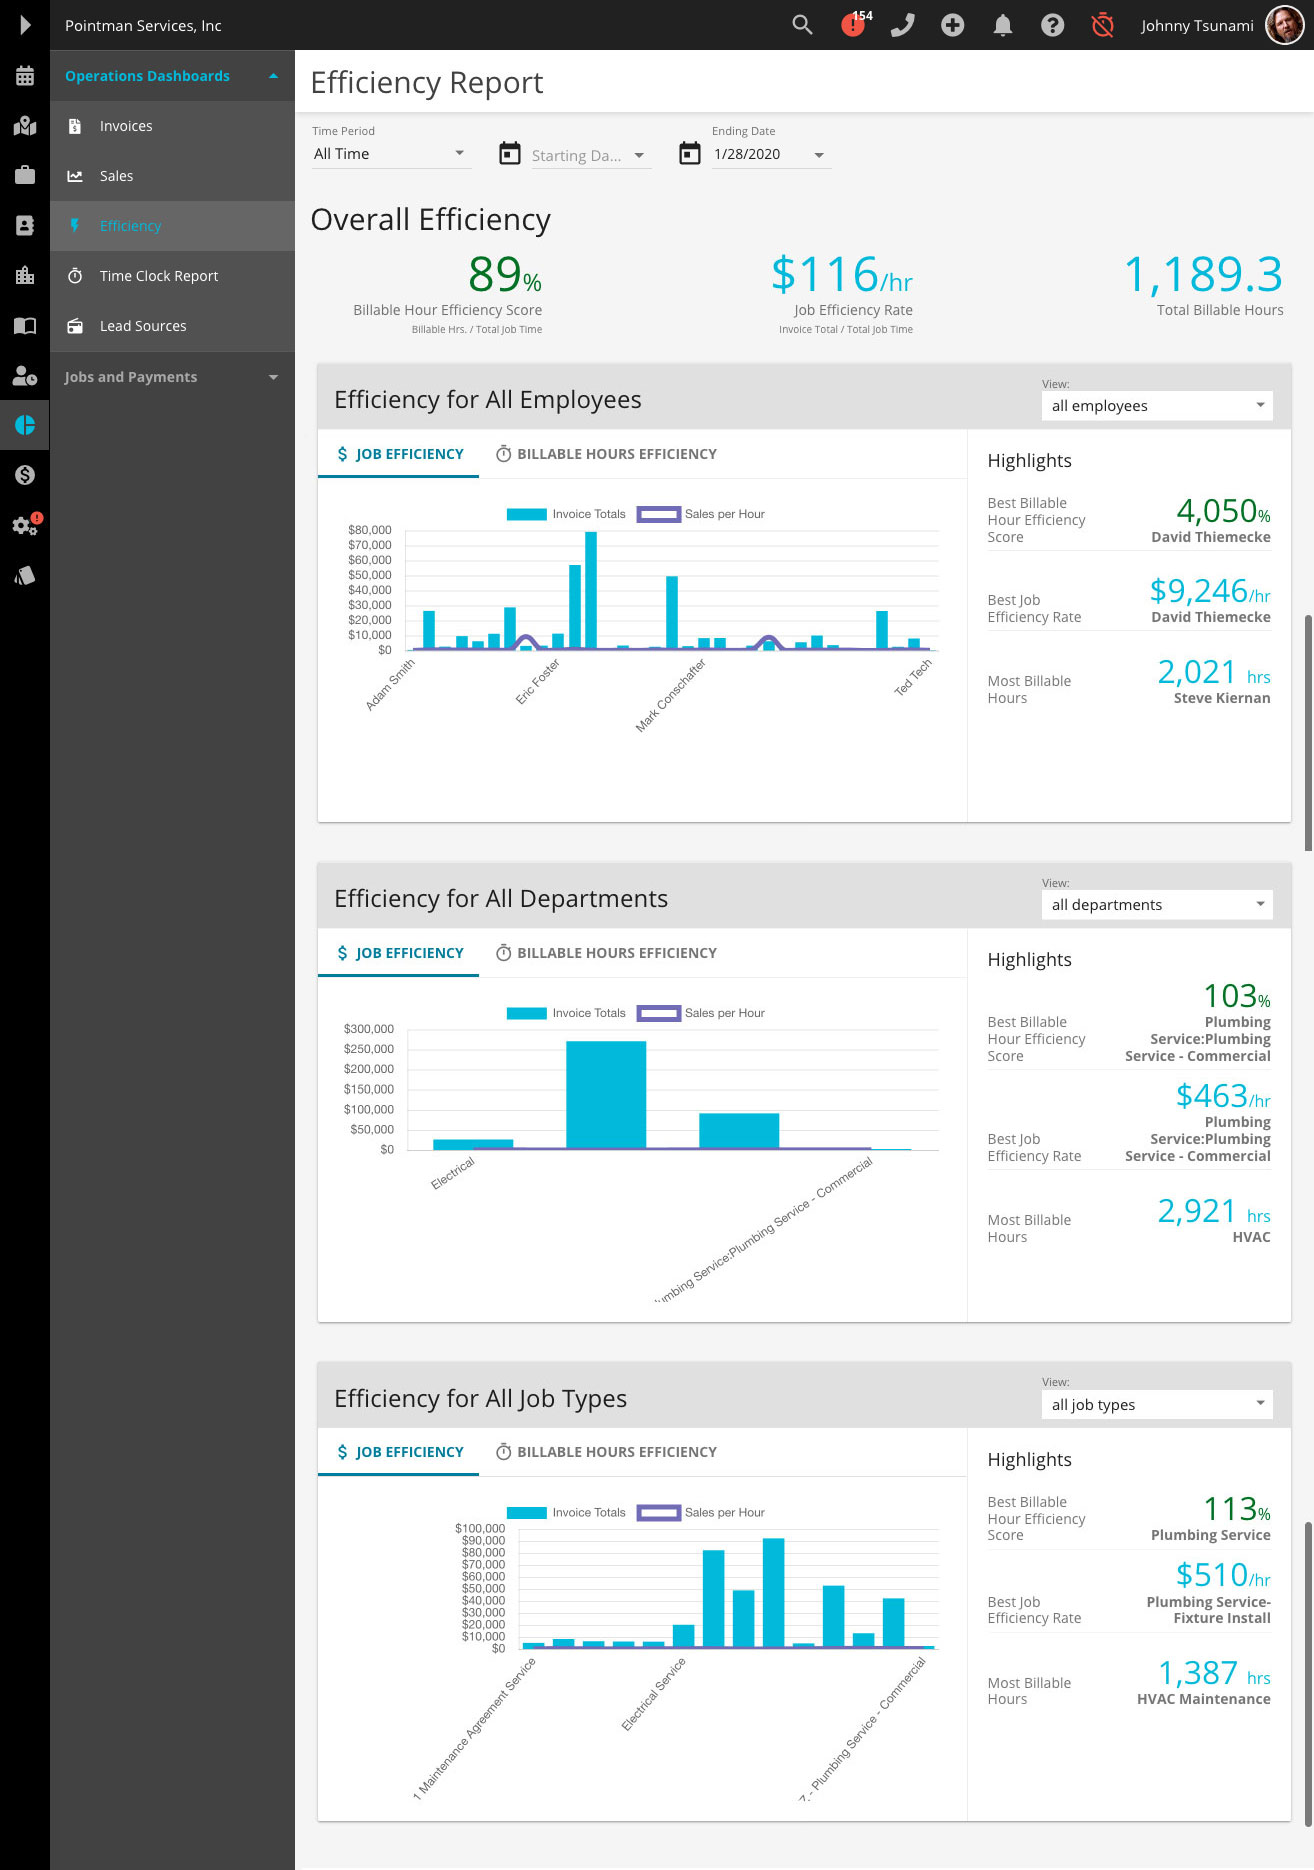 Pointman Services, Inc
154
Johnny Tsunami
Operations Dashboards
Invoices
Sales
Efficiency
Time Clock Report
Lead Sources
Jobs and Payments
Efficiency Report
Time Period
All Time
Starting Da...
Ending Date
1/28/2020
Overall Efficiency
89%
Billable Hour Efficiency Score
Billable Hrs. / Total Job Time
$116/hr
Job Efficiency Rate
Invoice Total / Total Job Time
1,189.3
Total Billable Hours
Efficiency for All Employees
View:
all employees
$ JOB EFFICIENCY
BILLABLE HOURS EFFICIENCY
Invoice Totals
Sales per Hour
$80,000
$70,000
$60,000
$50,000
$40,000
$30,000
$20,000
$10,000
$0
Adam Smith
Eric Foster
Mark Conschafter
Ted Tech
Highlights
Best Billable
Hour Efficiency
Score
4,050%
David Thiemecke
Best Job
Efficiency Rate
$9,246/hr
David Thiemecke
Most Billable
Hours
2,021 hrs
Steve Kiernan
Efficiency for All Departments
View:
all departments
$ JOB EFFICIENCY
BILLABLE HOURS EFFICIENCY
Invoice Totals
Sales per Hour
$300,000
$250,000
$200,000
$150,000
$100,000
$50,000
$0
Electrical
Service:Plumbing Service - Commercial
Highlights
Best Billable
Hour Efficiency
Score
103%
Plumbing
Service:Plumbing
Service - Commercial
Best Job
Efficiency Rate
$463/hr
Plumbing
Service:Plumbing
Service - Commercial
Most Billable
Hours
2,921 hrs
HVAC
Efficiency for All Job Types
View:
all job types
$ JOB EFFICIENCY
BILLABLE HOURS EFFICIENCY
Invoice Totals
Sales per Hour
$100,000
$90,000
$80,000
$70,000
$60,000
$50,000
$40,000
$30,000
$20,000
$10,000
$0
1 Maintenance Agreement Service
Electrical Service
- Plumbing Service - Commercial
Highlights
Best Billable
Hour Efficiency
Score
113%
Plumbing Service
Best Job
Efficiency Rate
$510/hr
Plumbing Service-
Fixture Install
Most Billable
Hours
1,387 hrs
HVAC Maintenance